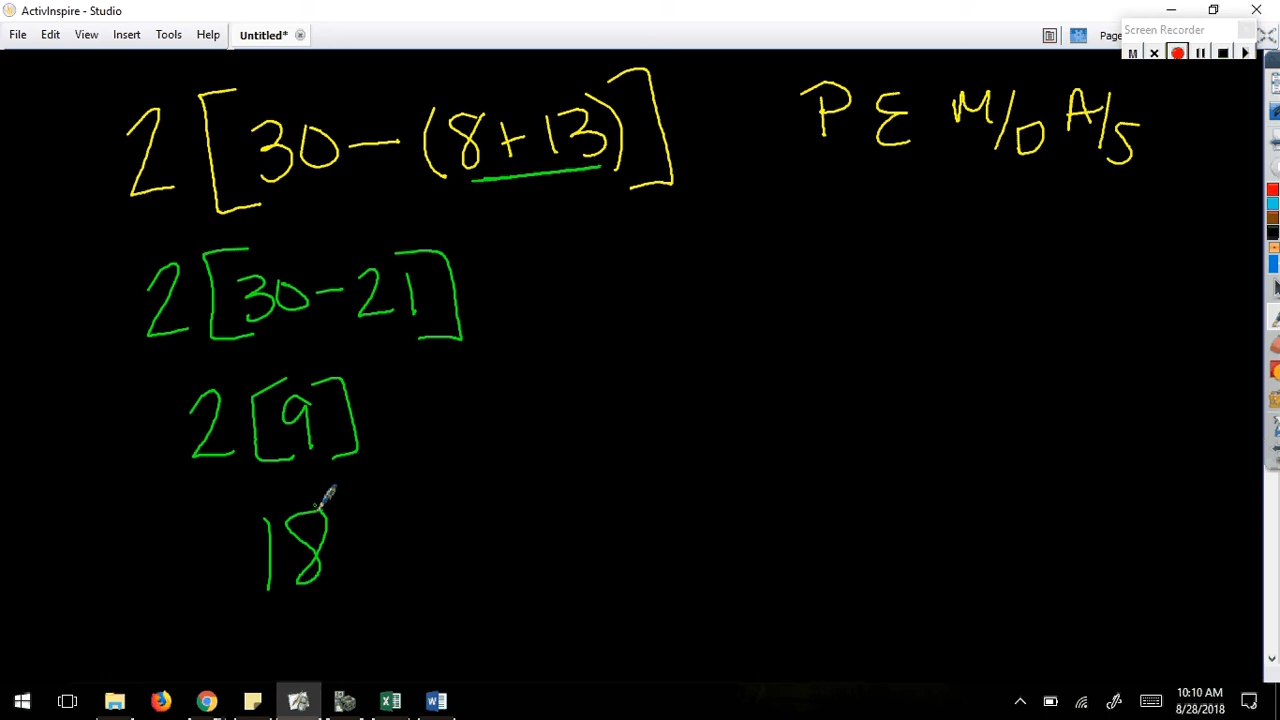 ActivInspire - Studio
File Edit View Insert Tools Help Untitled* Page
Screen Recorder
M
2[30-(8+13)] P E M/D A/S
2[30-21]
2[9]
18
10:10 AM
8/28/2018